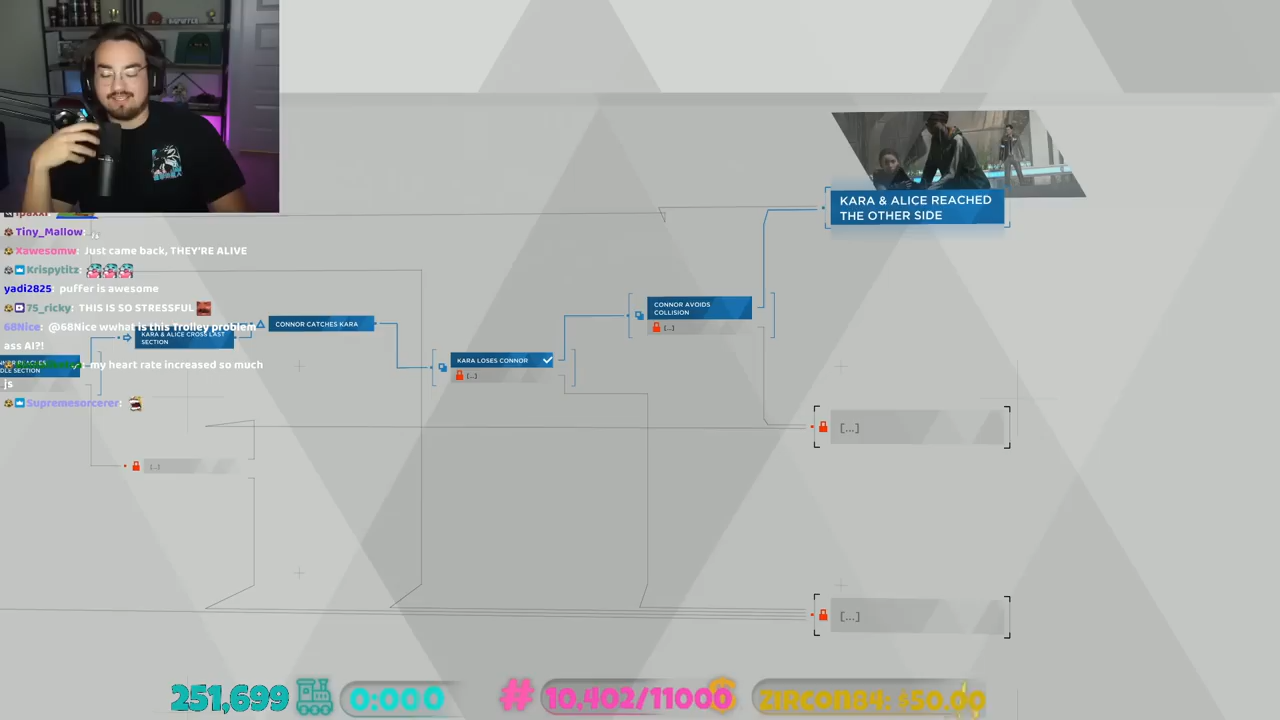 KARA & ALICE REACHED
THE OTHER SIDE
Tiny_Mallow:
Xawesomw: Just came back, THEY'RE ALIVE
Krispytitz:
yadi2825: puffer is awesome
75_ricky: THIS IS SO STRESSFUL
68Nice: @68Nice wwhat is this Trolley problem
ass AI?!
my heart rate increased so much
js
Supremesorcerer:
KARA & ALICE CROSS LAST
SECTION
CONNOR CATCHES KARA
KARA LOSES CONNOR
[...]
CONNOR AVOIDS
COLLISION
[...]
[...]
[...]
[...]
251,699
0:000
# 10,402/11000
ZIRCON84: $50.00